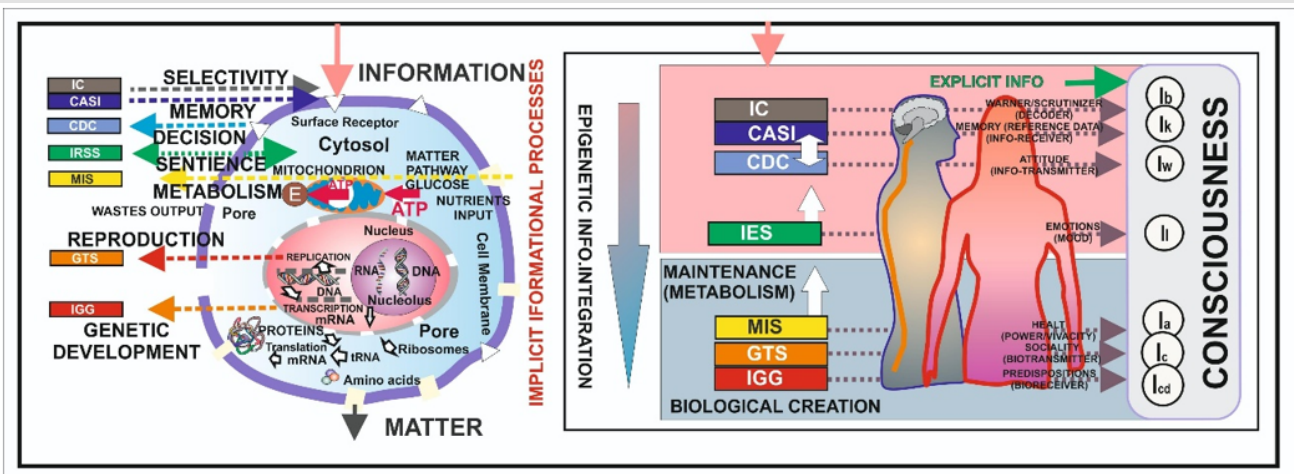 IC
CASI
CDC
IRSS
MIS
GTS
IGG
SELECTIVITY
MEMORY
DECISION
SENTIENCE
METABOLISM
WASTES OUTPUT
REPRODUCTION
GENETIC
DEVELOPMENT
INFORMATION
Surface Receptor
Cytosol
MITOCHONDRION
ATP
E
MATTER
PATHWAY
GLUCOSE
NUTRIENTS
INPUT
ATP
Pore
Nucleus
REPLICATION
DNA
RNA
DNA
Nucleolus
TRANSCRIPTION
mRNA
PROTEINS
Translation
mRNA
tRNA
Ribosomes
Pore
Amino acids
Cell Membrane
MATTER
IMPLICIT IFORMATIONAL PROCESSES
EPIGENETIC INFO.INTEGRATION
IC
CASI
CDC
IES
MAINTENANCE
(METABOLISM)
MIS
GTS
IGG
BIOLOGICAL CREATION
EXPLICIT INFO
WARNER/SCRUTINIZER
(DECODER)
MEMORY (REFERENCE DATA)
(INFO-RECEIVER)
ATTITUDE
(INFO-TRANSMITTER)
EMOTIONS
(MOOD)
HEALT
(POWER/VIVACITY)
SOCIALITY
(BIOTRANSMITTER)
PREDISPOSITIONS
(BIORECEIVER)
Ib
Ik
Iw
II
Ia
Ic
Icd
CONSCIOUSNESS